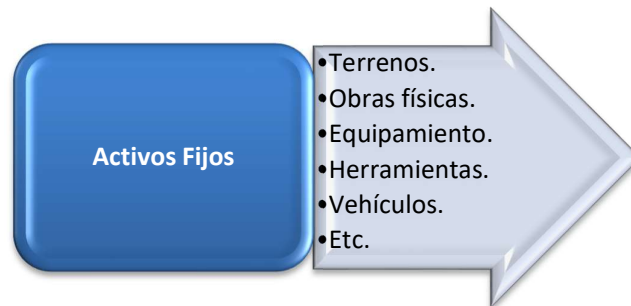 Activos Fijos
•Terrenos.
•Obras físicas.
•Equipamiento.
•Herramientas.
•Vehículos.
•Etc.